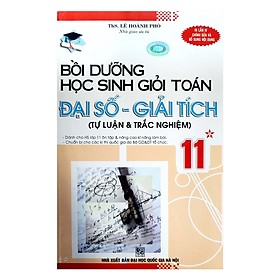 Ths. LÊ HOÀNH PHÒ
Nhà giáo ưu tú
BỒI DƯỠNG
HỌC SINH GIỎI TOÁN
ĐẠI SỐ - GIẢI TÍCH
(TỰ LUẬN & TRẮC NGHIỆM)
- Dành cho HS lớp 11 ôn tập & nâng cao kĩ năng làm bài.
- Chuẩn bị cho các kì thi quốc gia do Bộ GD&ĐT tổ chức.
11
NHÀ XUẤT BẢN ĐẠI HỌC QUỐC GIA HÀ NỘI